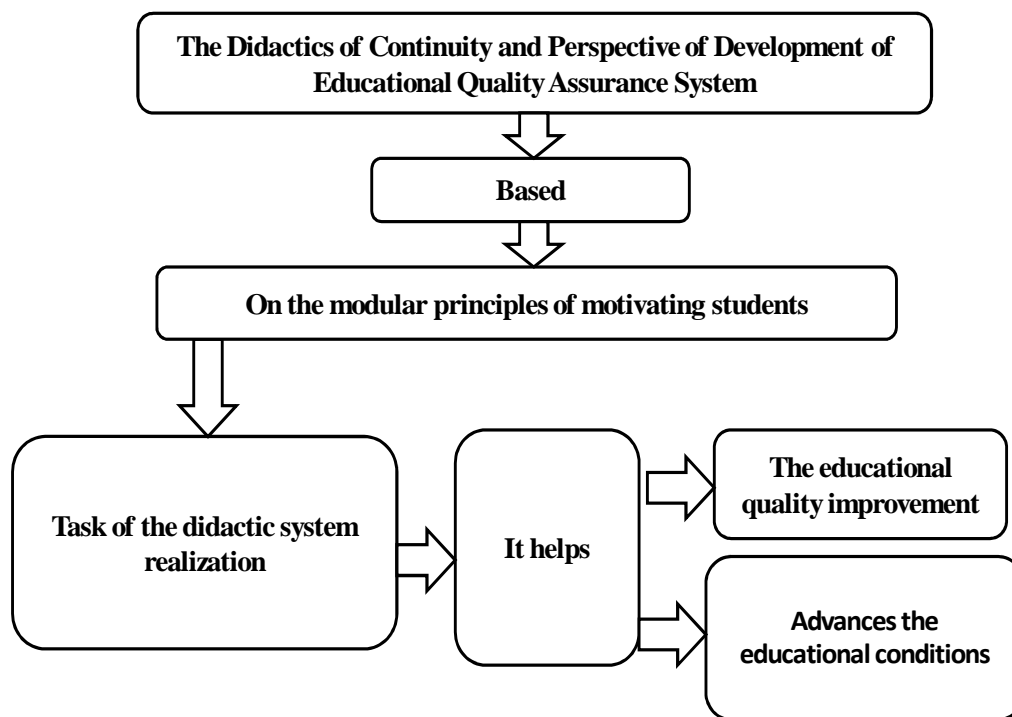 The Didactics of Continuity and Perspective of Development of
Educational Quality Assurance System
Based
On the modular principles of motivating students
Task of the didactic system
realization
It helps
The educational
quality improvement
Advances the
educational conditions